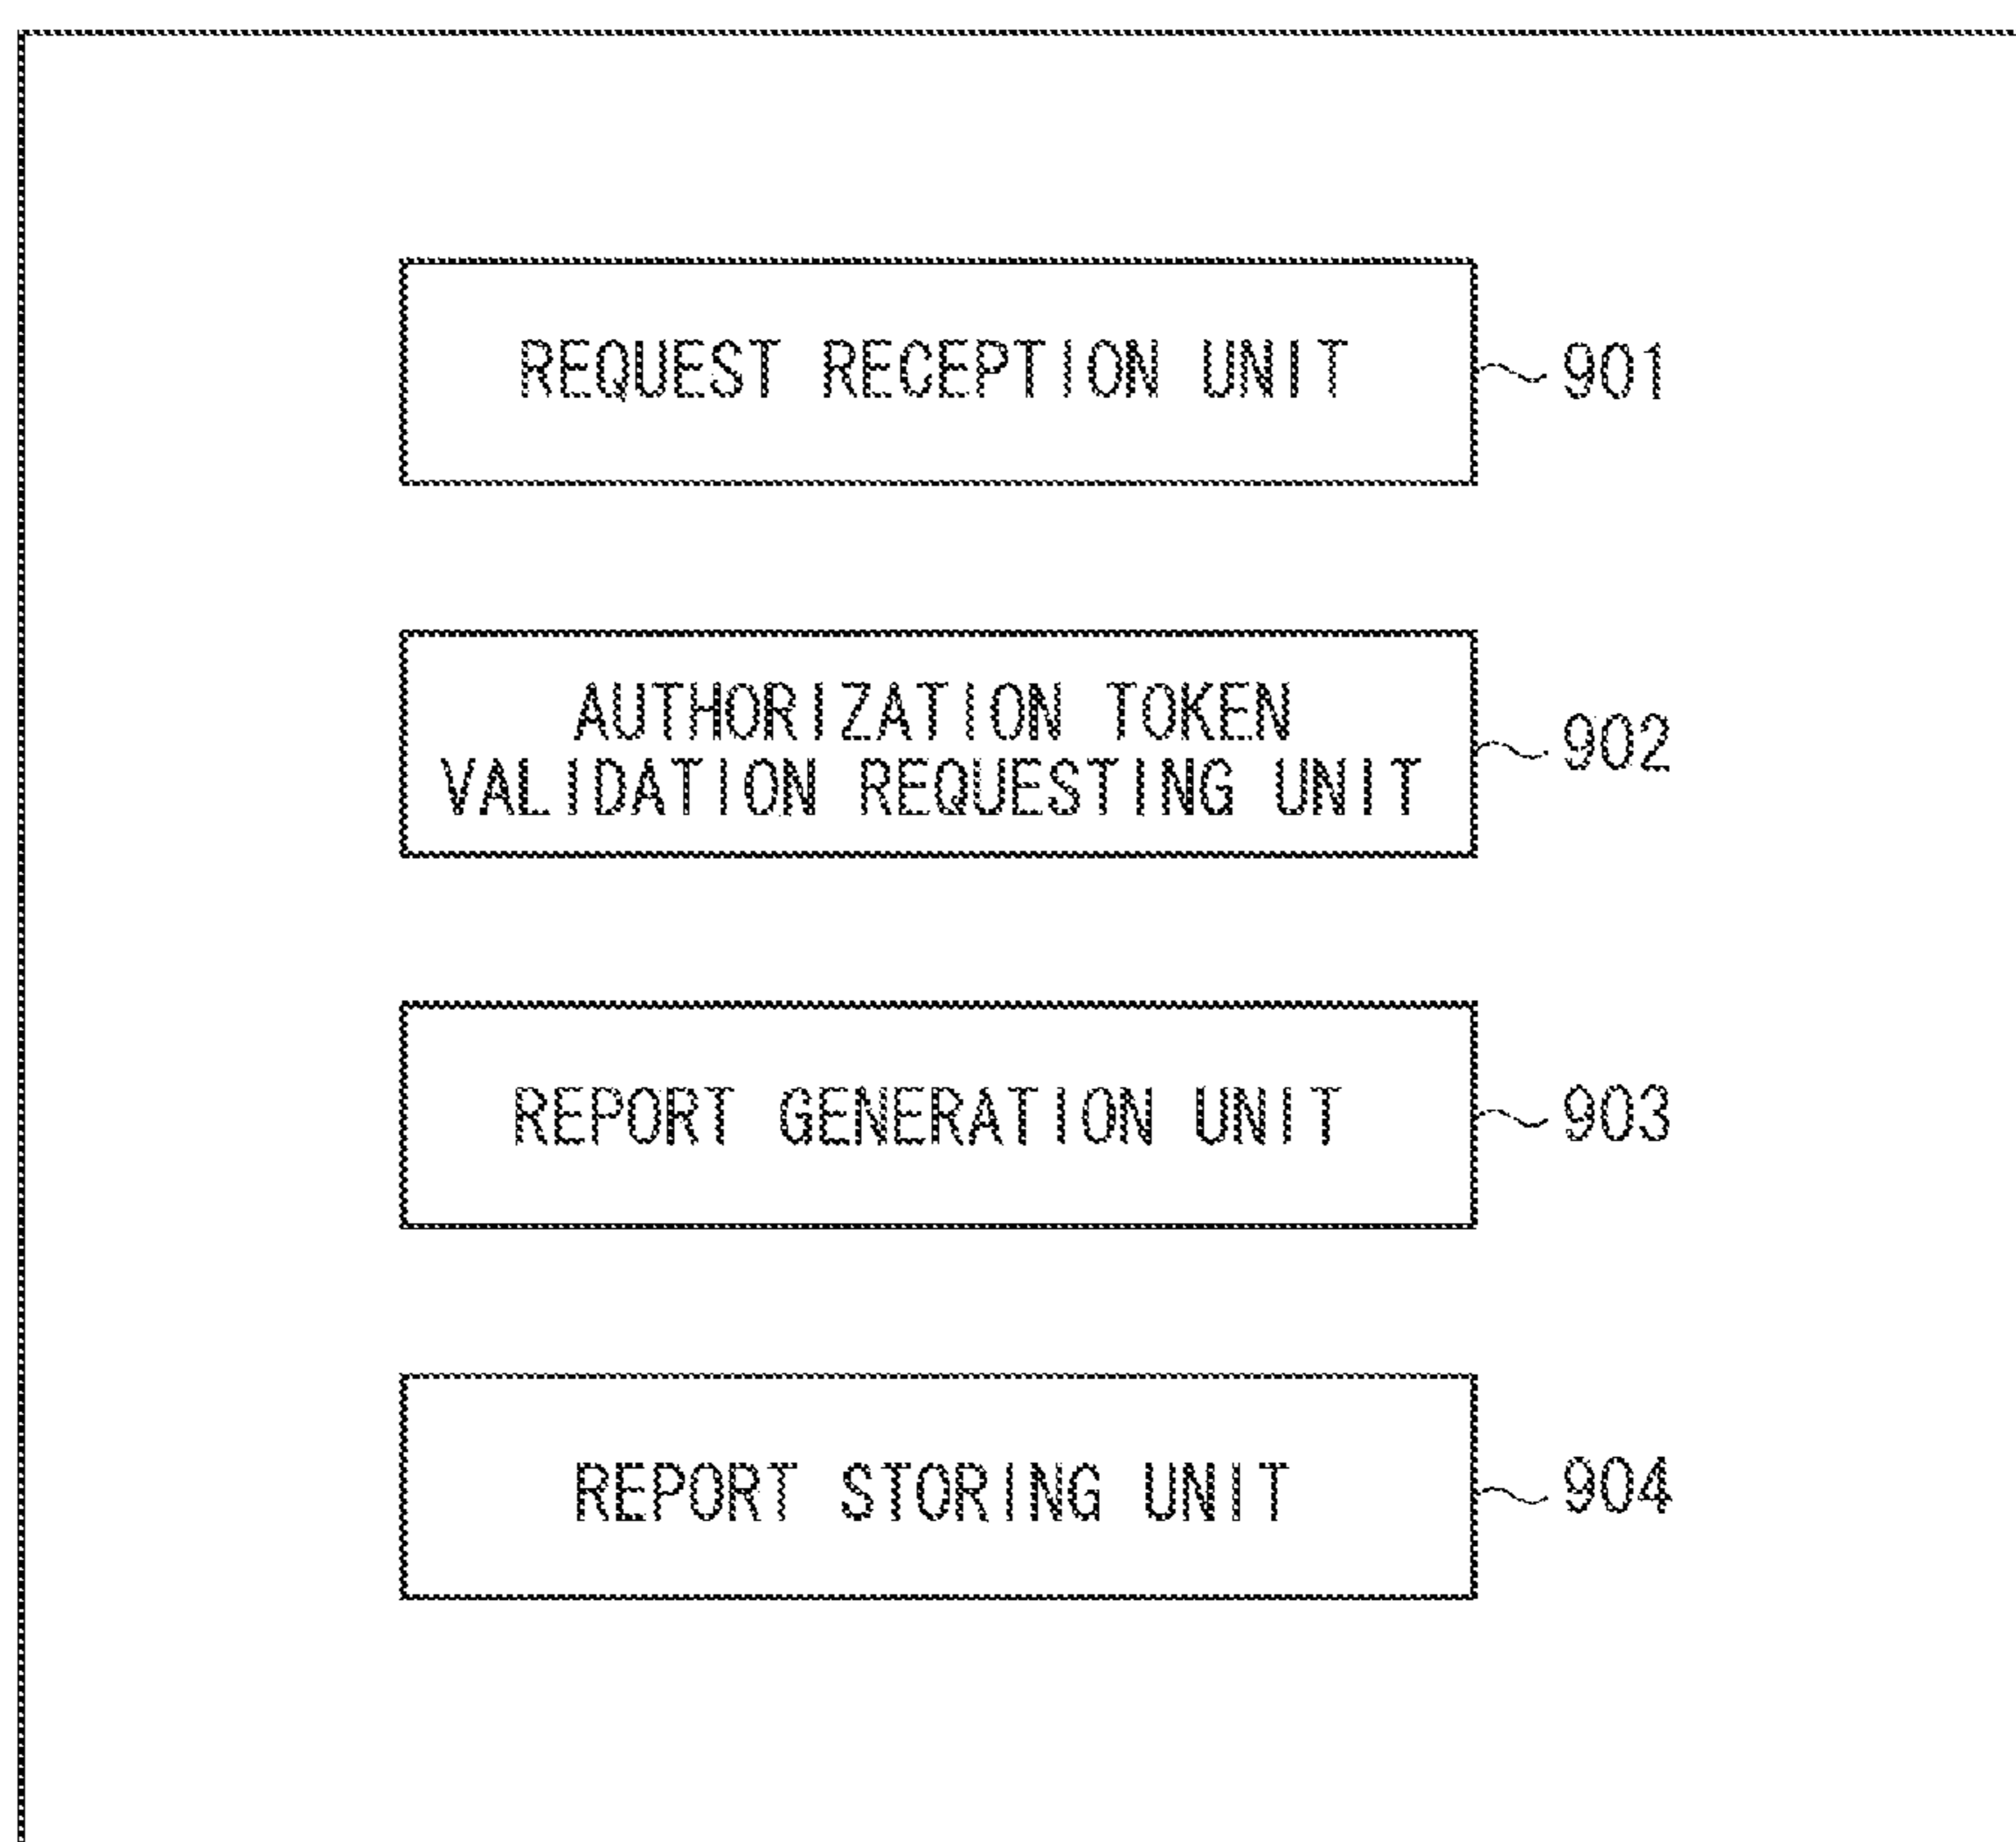 REQUEST RECEPTION UNIT 901
AUTHORIZATION TOKEN
VALIDATION REQUESTING UNIT 902
REPORT GENERATION UNIT 903
REPORT STORING UNIT 904